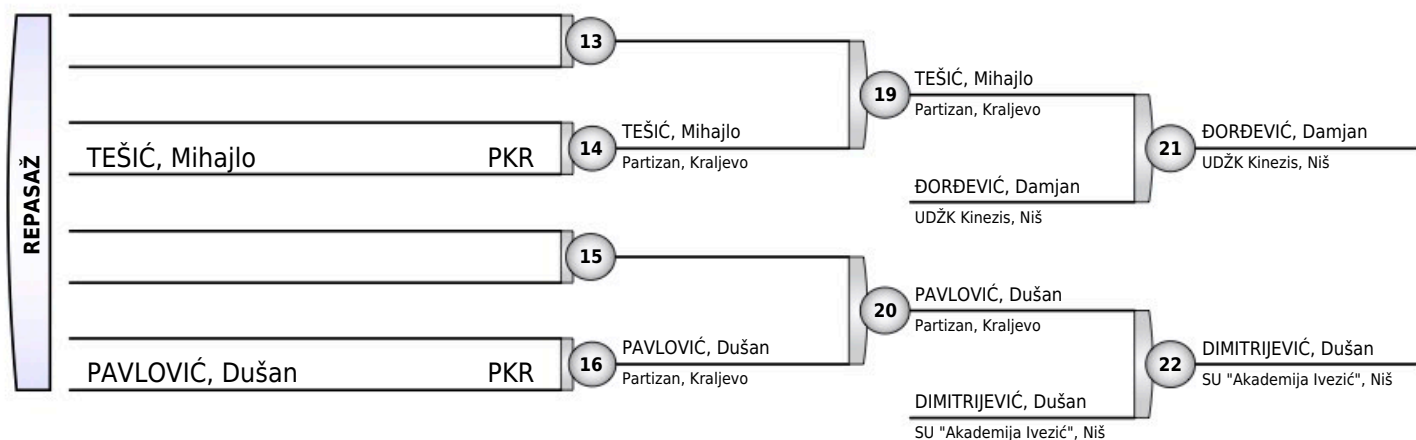 REPASAŽ
13
TEŠIĆ, Mihajlo PKR
14
TEŠIĆ, Mihajlo
Partizan, Kraljevo
15
PAVLOVIĆ, Dušan PKR
16
PAVLOVIĆ, Dušan
Partizan, Kraljevo
19
TEŠIĆ, Mihajlo
Partizan, Kraljevo
ĐORĐEVIĆ, Damjan
UDŽK Kinezis, Niš
20
PAVLOVIĆ, Dušan
Partizan, Kraljevo
DIMITRIJEVIĆ, Dušan
SU "Akademija Ivezić", Niš
21
ĐORĐEVIĆ, Damjan
UDŽK Kinezis, Niš
22
DIMITRIJEVIĆ, Dušan
SU "Akademija Ivezić", Niš